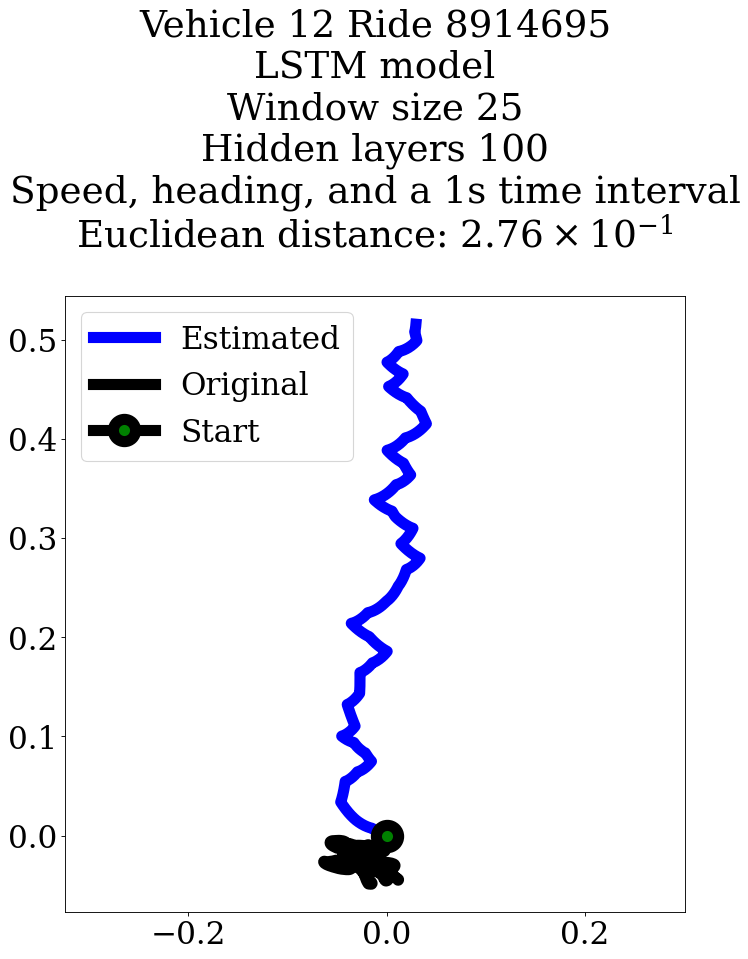 Vehicle 12 Ride 8914695
LSTM model
Window size 25
Hidden layers 100
Speed, heading, and a 1s time interval
Euclidean distance: 2.76 × 10⁻¹
Estimated
Original
Start
0.5
0.4
0.3
0.2
0.1
0.0
−0.2 0.0 0.2